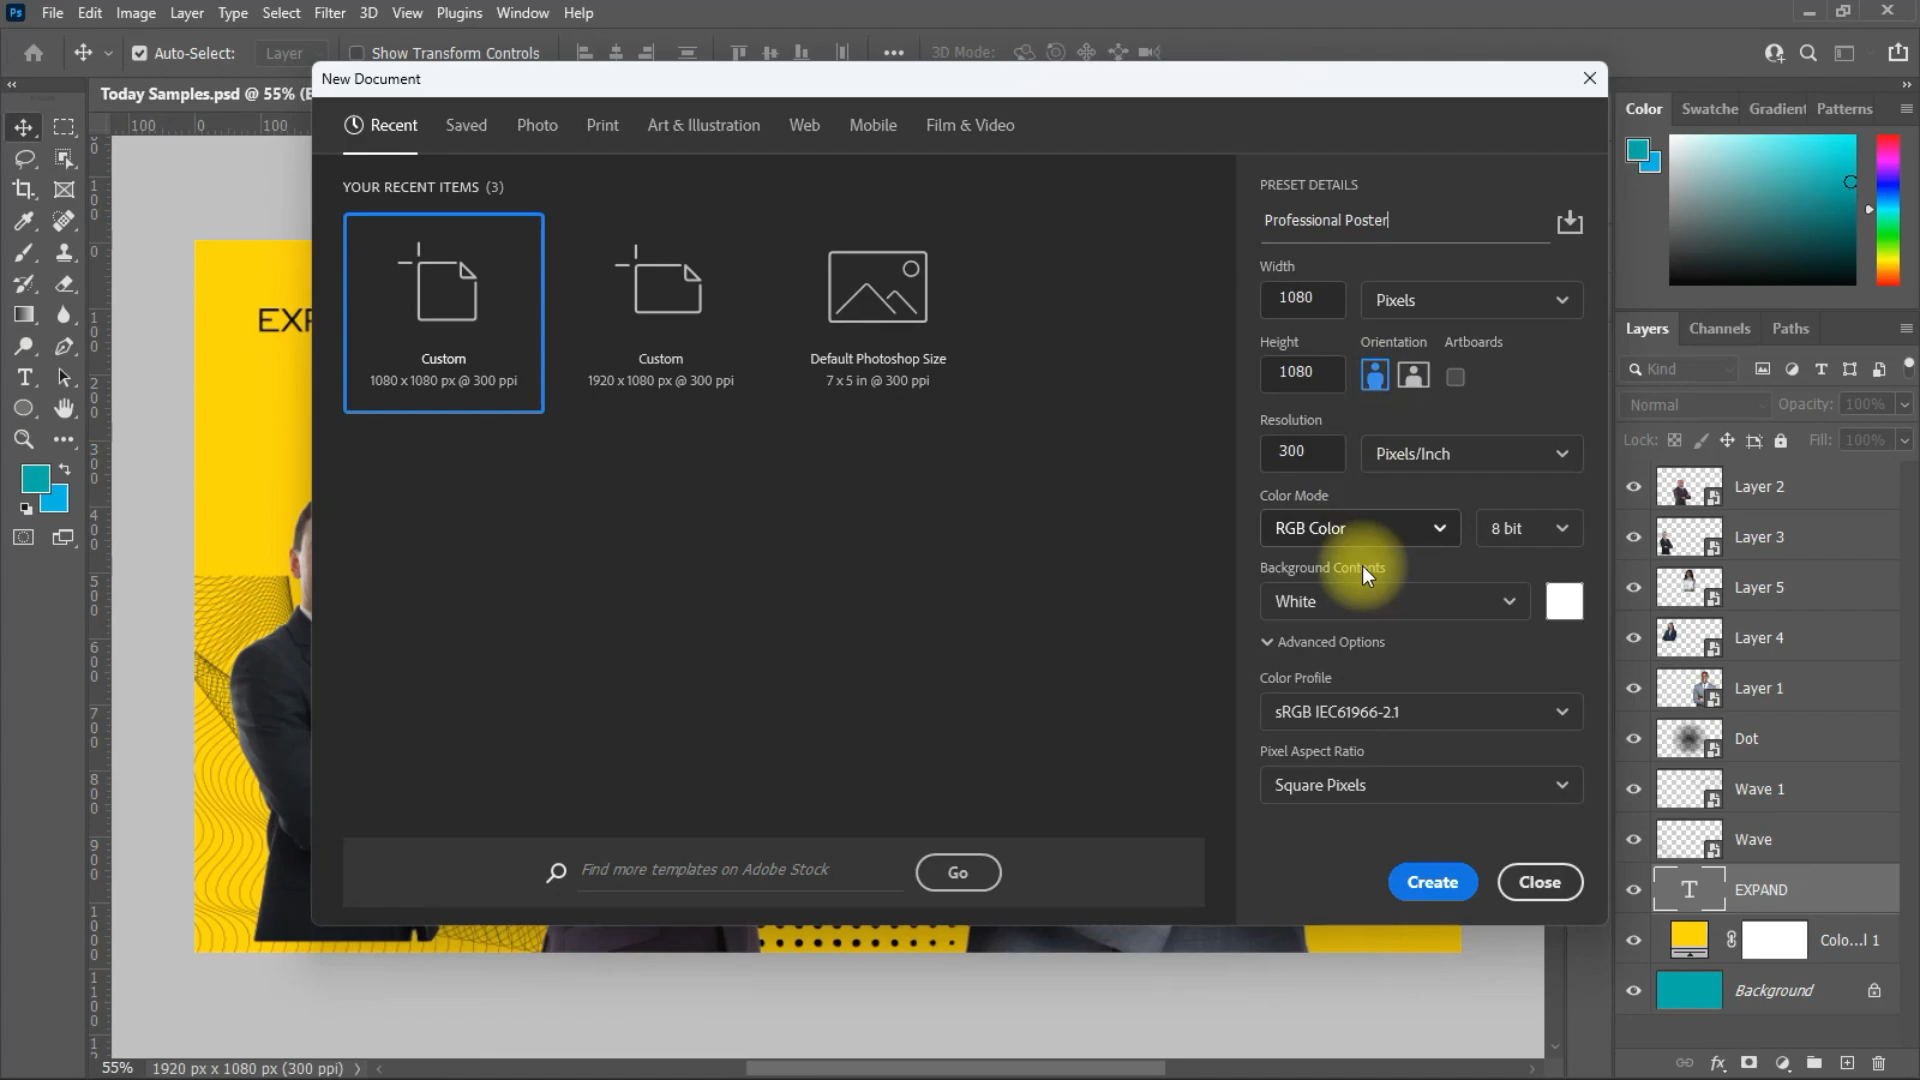 Ps File Edit Image Layer Type Select Filter 3D View Plugins Window Help
Auto-Select: Layer Show Transform Controls 3D Mode:
Today Samples.psd @ 55% (E
100 0 100
New Document
Recent Saved Photo Print Art & Illustration Web Mobile Film & Video
YOUR RECENT ITEMS (3)
Custom
1080 x 1080 px @ 300 ppi
Custom
1920 x 1080 px @ 300 ppi
Default Photoshop Size
7 x 5 in @ 300 ppi
Find more templates on Adobe Stock
Go
PRESET DETAILS
Professional Poster
Width
1080 Pixels
Height Orientation Artboards
1080
Resolution
300 Pixels/Inch
Color Mode
RGB Color 8 bit
Background Contents
White
Advanced Options
Color Profile
sRGB IEC61966-2.1
Pixel Aspect Ratio
Square Pixels
Create Close
EXP
Color Swatche Gradient Patterns
Layers Channels Paths
Kind
Normal Opacity: 100%
Lock: Fill: 100%
Layer 2
Layer 3
Layer 5
Layer 4
Layer 1
Dot
Wave 1
Wave
T EXPAND
Colo...l 1
Background
fx
55% 1920 px x 1080 px (300 ppi)